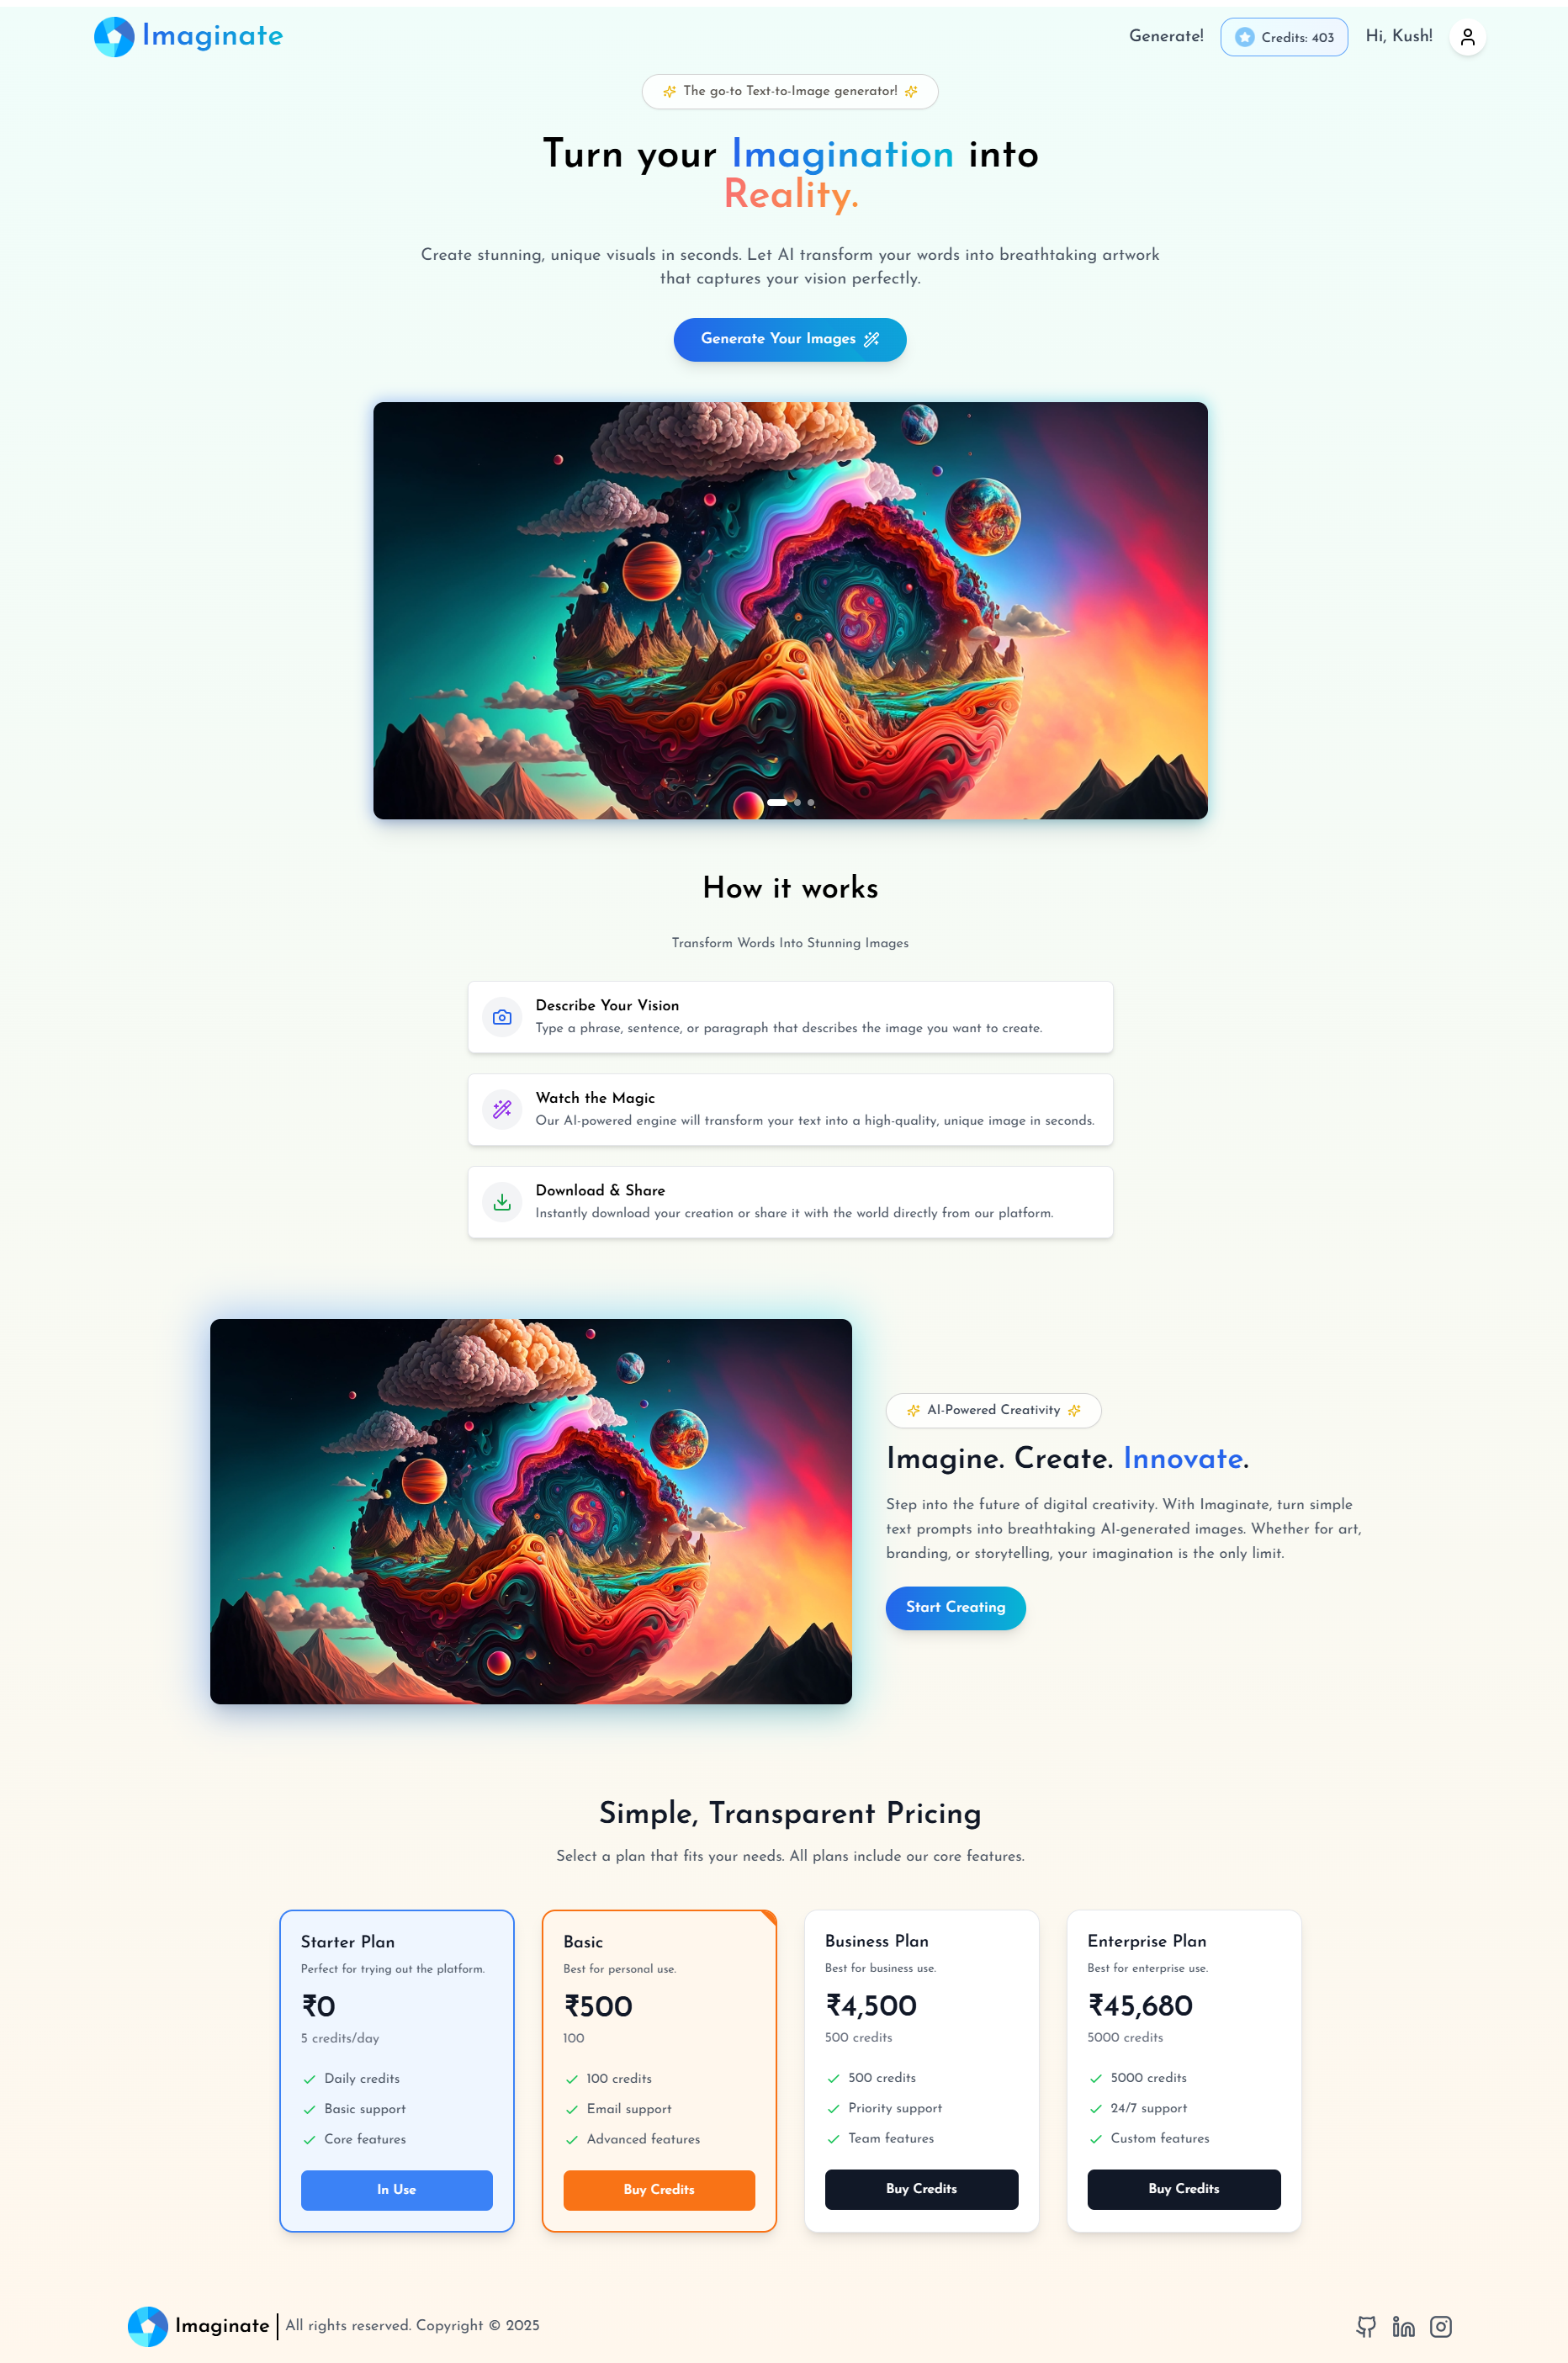 Imaginate
Generate!
Credits: 403
Hi, Kush!
The go-to Text-to-Image generator!
Turn your Imagination into
Reality.
Create stunning, unique visuals in seconds. Let AI transform your words into breathtaking artwork
that captures your vision perfectly.
Generate Your Images
How it works
Transform Words Into Stunning Images
Describe Your Vision
Type a phrase, sentence, or paragraph that describes the image you want to create.
Watch the Magic
Our AI-powered engine will transform your text into a high-quality, unique image in seconds.
Download & Share
Instantly download your creation or share it with the world directly from our platform.
AI-Powered Creativity
Imagine. Create. Innovate.
Step into the future of digital creativity. With Imaginate, turn simple
text prompts into breathtaking AI-generated images. Whether for art,
branding, or storytelling, your imagination is the only limit.
Start Creating
Simple, Transparent Pricing
Select a plan that fits your needs. All plans include our core features.
Starter Plan
Perfect for trying out the platform.
₹0
5 credits/day
Daily credits
Basic support
Core features
In Use
Basic
Best for personal use.
₹500
100
100 credits
Email support
Advanced features
Buy Credits
Business Plan
Best for business use.
₹4,500
500 credits
500 credits
Priority support
Team features
Buy Credits
Enterprise Plan
Best for enterprise use.
₹45,680
5000 credits
5000 credits
24/7 support
Custom features
Buy Credits
Imaginate
All rights reserved. Copyright © 2025